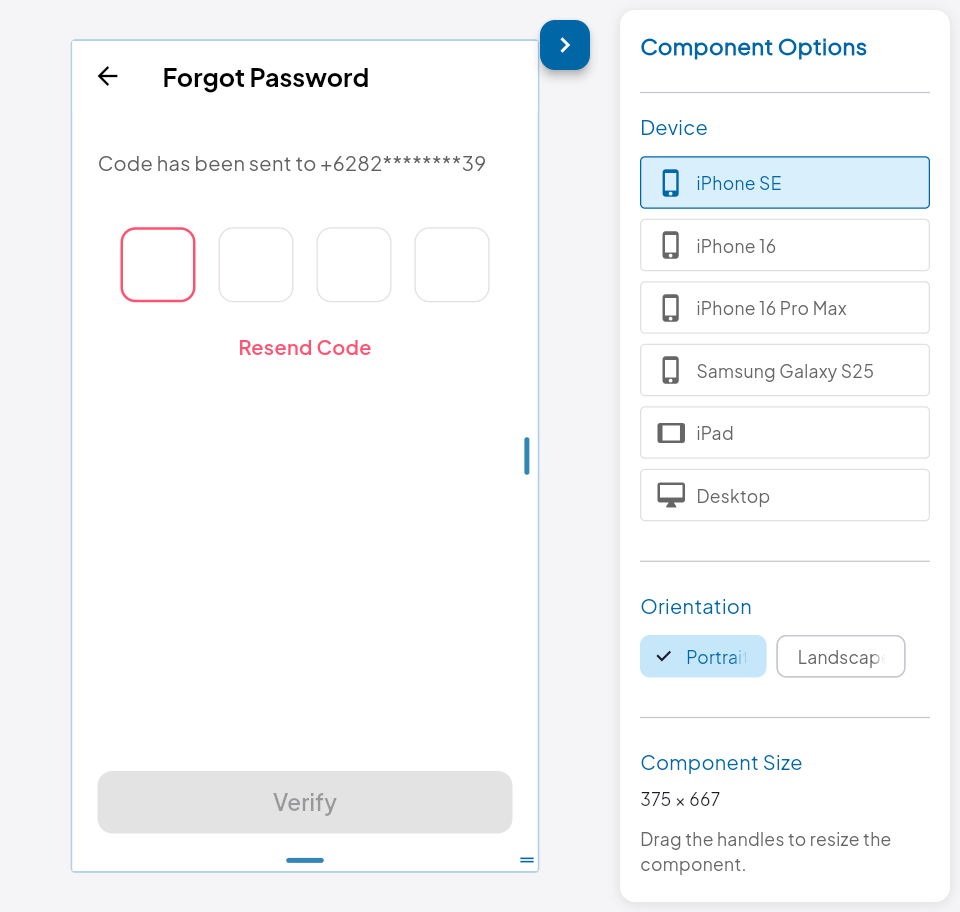 Forgot Password
Code has been sent to +6282********39
Resend Code
Verify
Component Options
Device
iPhone SE
iPhone 16
iPhone 16 Pro Max
Samsung Galaxy S25
iPad
Desktop
Orientation
Portrait
Landscape
Component Size
375 × 667
Drag the handles to resize the
component.